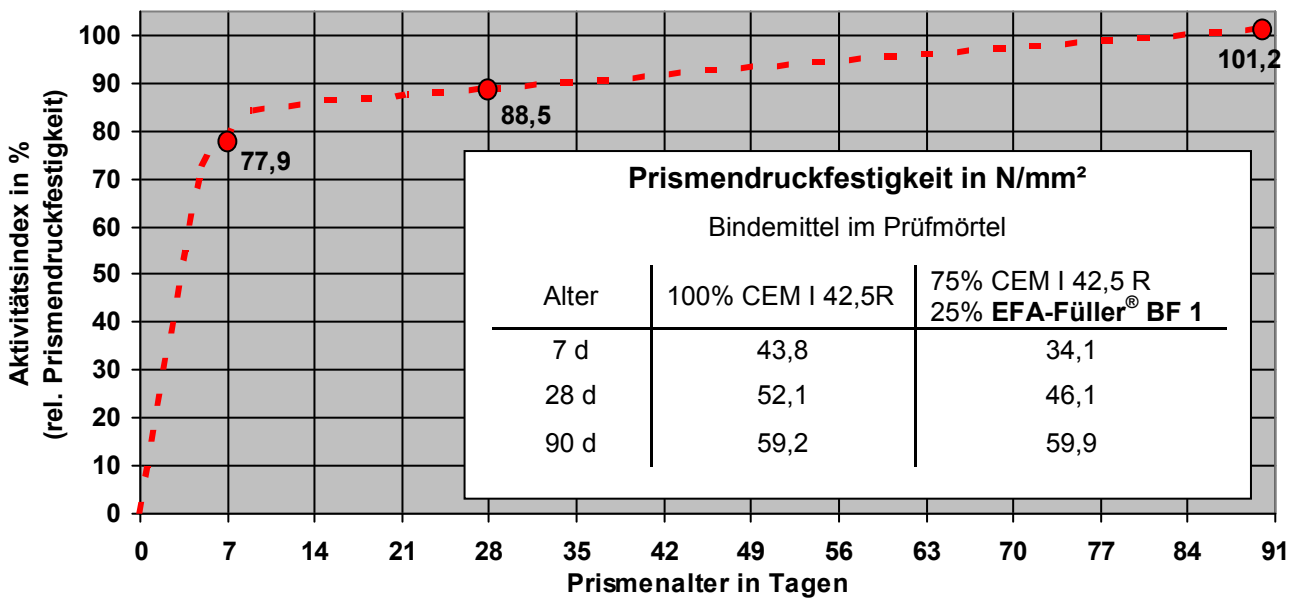 Aktivitätsindex in %
(rel. Prismendruckfestigkeit)
100
90
80
70
60
50
40
30
20
10
0
77,9
88,5
101,2
Prismendruckfestigkeit in N/mm²
Bindemittel im Prüfmörtel
Alter 100% CEM I 42,5R 75% CEM I 42,5 R
25% EFA-Füller® BF 1
7 d 43,8 34,1
28 d 52,1 46,1
90 d 59,2 59,9
0 7 14 21 28 35 42 49 56 63 70 77 84 91
Prismenalter in Tagen